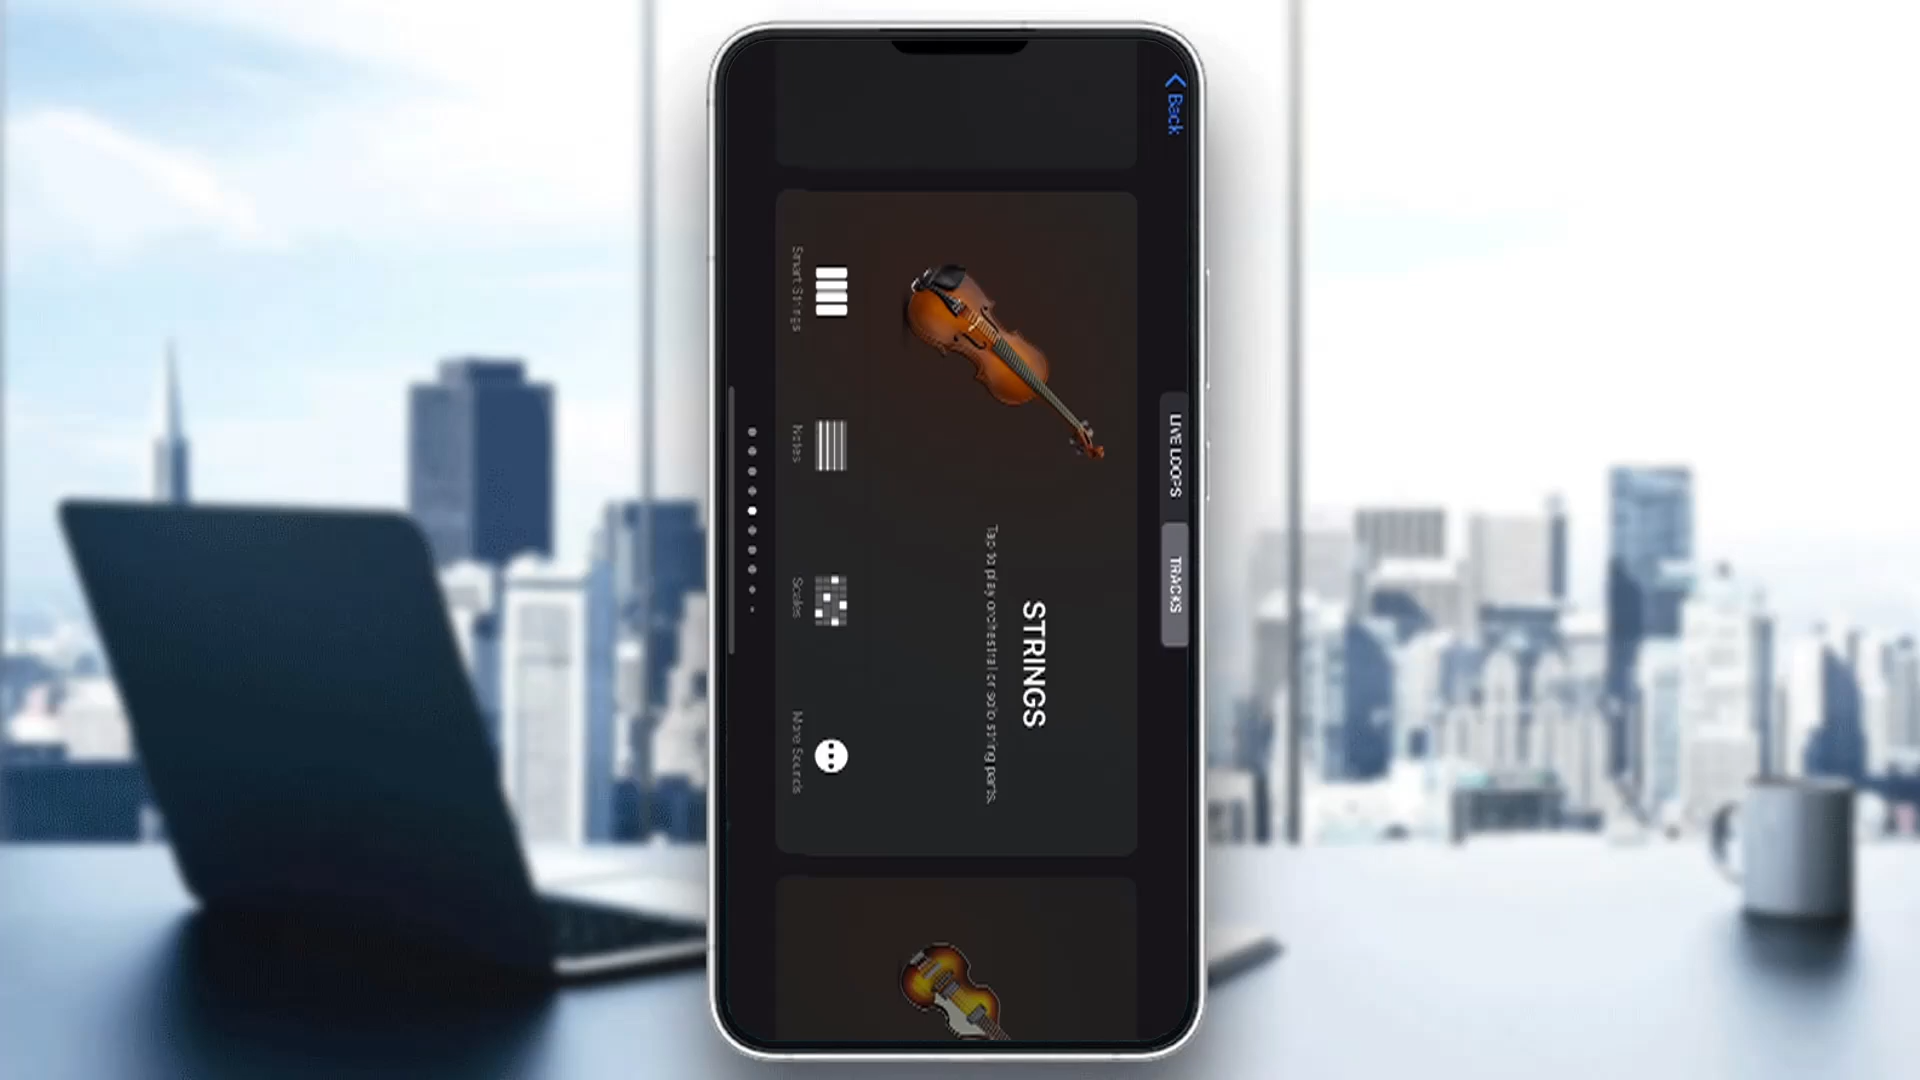 Back
LIVE LOOPS
TRACKS
STRINGS
Tap to play orchestral or solo string parts.
Smart Strings
Notes
Scales
More Sounds